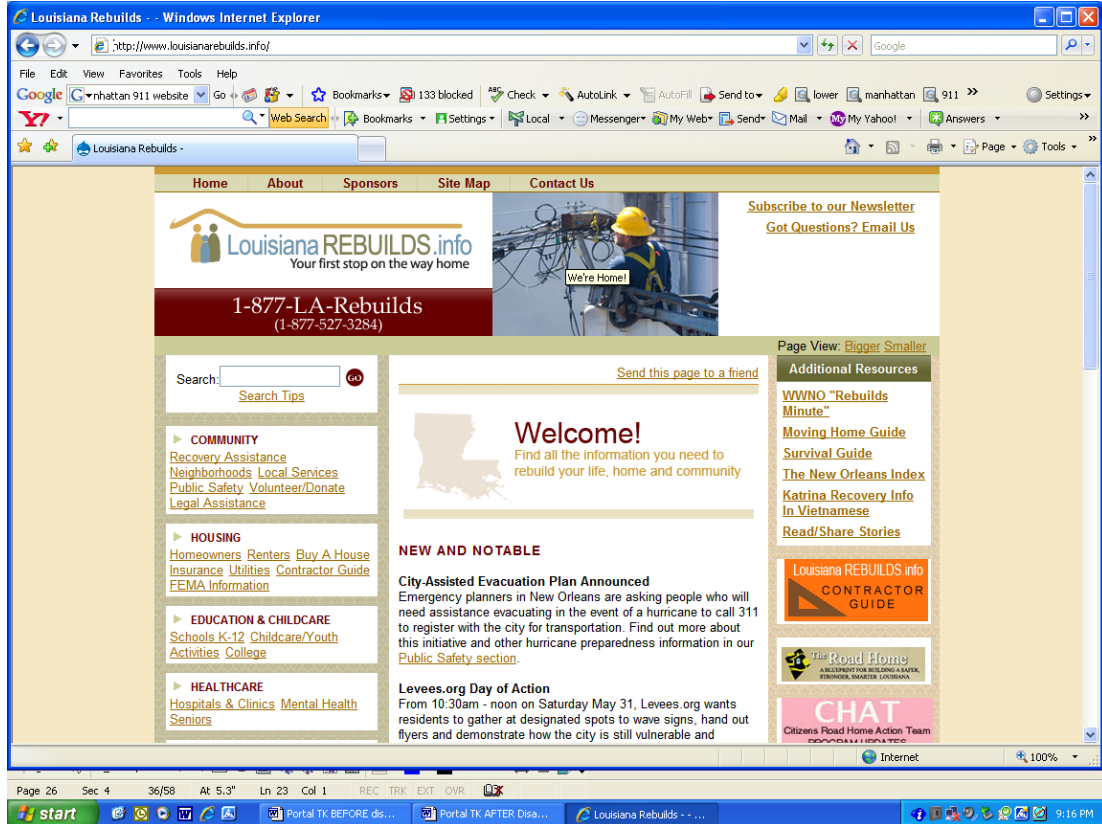 Louisiana Rebuilds - - Windows Internet Explorer
http://www.louisianarebuilds.info/
Google
File Edit View Favorites Tools Help
Google nhattan 911 website Go Bookmarks 133 blocked Check AutoLink AutoFill Send to lower manhattan 911 Settings
Web Search Bookmarks Settings Local Messenger My Web Send Mail My Yahoo! Answers
Louisiana Rebuilds - Page Tools
Home About Sponsors Site Map Contact Us
Louisiana REBUILDS.info
Your first stop on the way home
1-877-LA-Rebuilds
(1-877-527-3284)
We're Home!
Subscribe to our Newsletter
Got Questions? Email Us
Page View: Bigger Smaller
Search: GO
Search Tips
COMMUNITY
Recovery Assistance
Neighborhoods Local Services
Public Safety Volunteer/Donate
Legal Assistance
HOUSING
Homeowners Renters Buy A House
Insurance Utilities Contractor Guide
FEMA Information
EDUCATION & CHILDCARE
Schools K-12 Childcare/Youth
Activities College
HEALTHCARE
Hospitals & Clinics Mental Health
Seniors
Send this page to a friend
Welcome!
Find all the information you need to
rebuild your life, home and community
NEW AND NOTABLE
City-Assisted Evacuation Plan Announced
Emergency planners in New Orleans are asking people who will
need assistance evacuating in the event of a hurricane to call 311
to register with the city for transportation. Find out more about
this initiative and other hurricane preparedness information in our
Public Safety section.
Levees.org Day of Action
From 10:30am - noon on Saturday May 31, Levees.org wants
residents to gather at designated spots to wave signs, hand out
flyers and demonstrate how the city is still vulnerable and
Additional Resources
WWNO "Rebuilds
Minute"
Moving Home Guide
Survival Guide
The New Orleans Index
Katrina Recovery Info
In Vietnamese
Read/Share Stories
Louisiana REBUILDS.info
CONTRACTOR
GUIDE
The Road Home
A BLUEPRINT FOR BUILDING A SAFER,
STRONGER, SMARTER LOUISIANA
CHAT
Citizens Road Home Action Team
PROGRAM UPDATES
Internet 100%
Page 26 Sec 4 36/58 At 5.3" Ln 23 Col 1 REC TRK EXT OVR
start Portal TK BEFORE dis... Portal TK AFTER Disa... Louisiana Rebuilds - - ... 9:16 PM